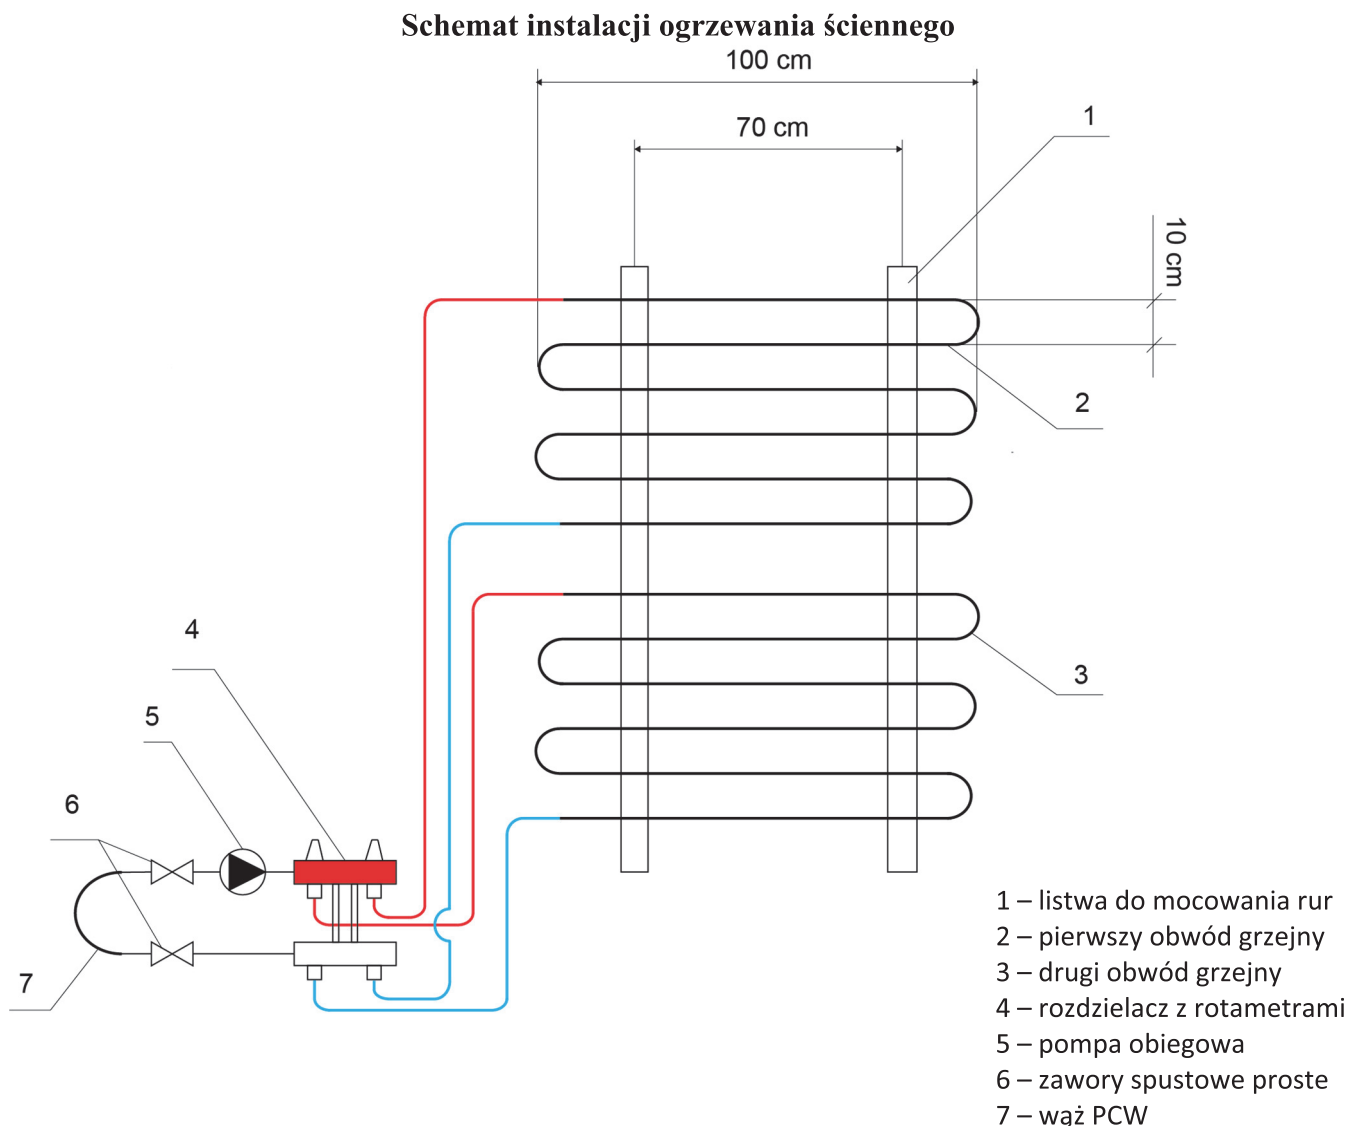 Schemat instalacji ogrzewania ściennego
100 cm
70 cm
1
10 cm
2
3
4
5
6
7
1 – listwa do mocowania rur
2 – pierwszy obwód grzejny
3 – drugi obwód grzejny
4 – rozdzielacz z rotametrami
5 – pompa obiegowa
6 – zawory spustowe proste
7 – wąż PCW